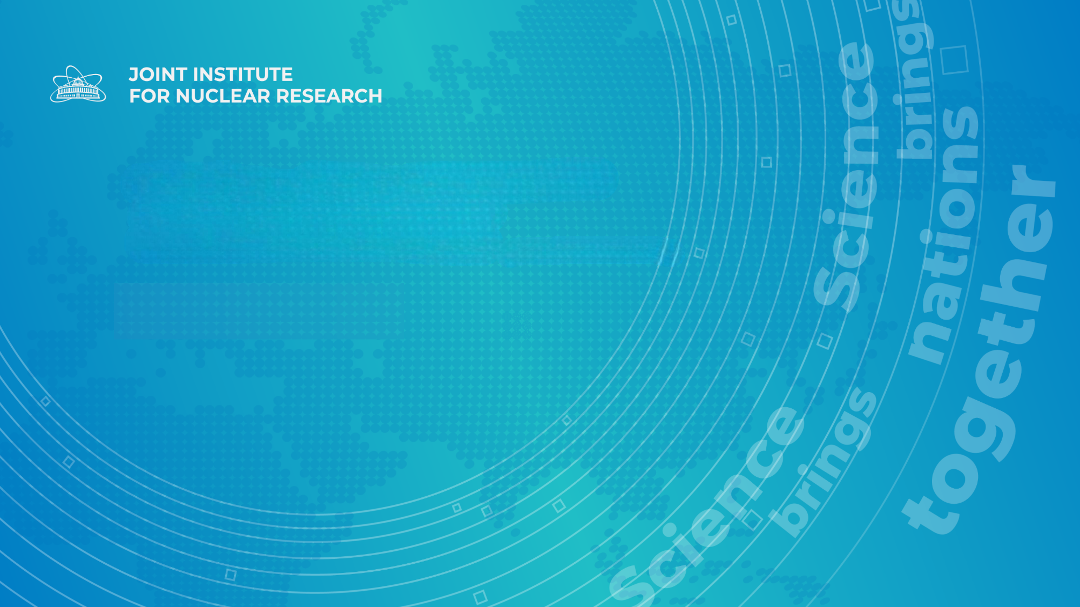 JOINT INSTITUTE
FOR NUCLEAR RESEARCH
Science
brings
nations
together
Science
brings